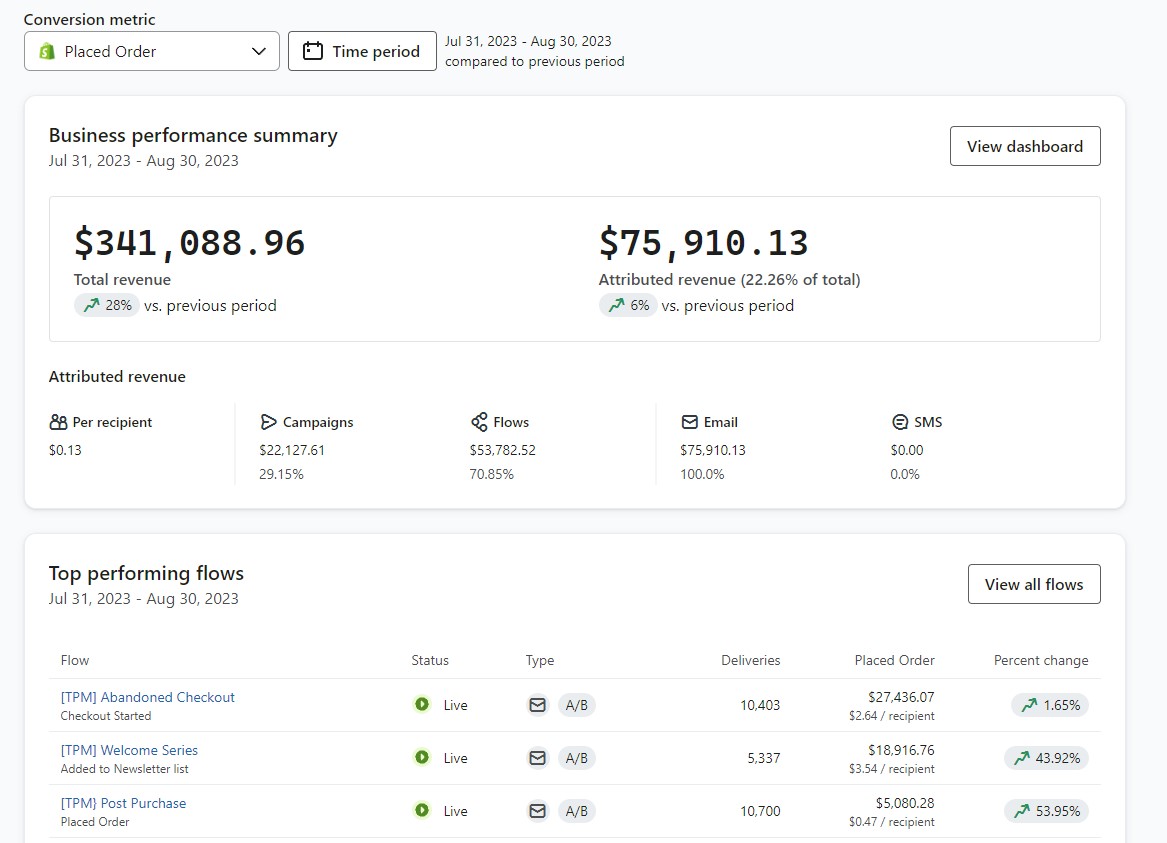 Conversion metric
Placed Order
Time period
Jul 31, 2023 - Aug 30, 2023
compared to previous period
Business performance summary
Jul 31, 2023 - Aug 30, 2023
View dashboard
$341,088.96
Total revenue
28% vs. previous period
$75,910.13
Attributed revenue (22.26% of total)
6% vs. previous period
Attributed revenue
Per recipient
$0.13
Campaigns
$22,127.61
29.15%
Flows
$53,782.52
70.85%
Email
$75,910.13
100.0%
SMS
$0.00
0.0%
Top performing flows
Jul 31, 2023 - Aug 30, 2023
View all flows
Flow Status Type Deliveries Placed Order Percent change
[TPM] Abandoned Checkout
Checkout Started
Live A/B 10,403
$27,436.07
$2.64 / recipient
1.65%
[TPM] Welcome Series
Added to Newsletter list
Live A/B 5,337
$18,916.76
$3.54 / recipient
43.92%
[TPM} Post Purchase
Placed Order
Live A/B 10,700
$5,080.28
$0.47 / recipient
53.95%